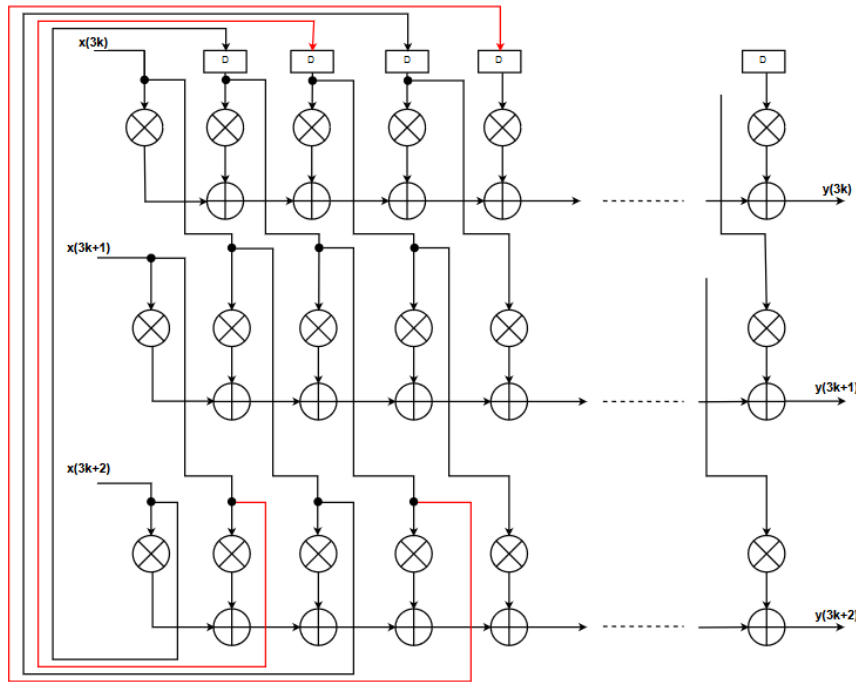 x(3k)
D D D D D
y(3k)
x(3k+1)
y(3k+1)
x(3k+2)
y(3k+2)